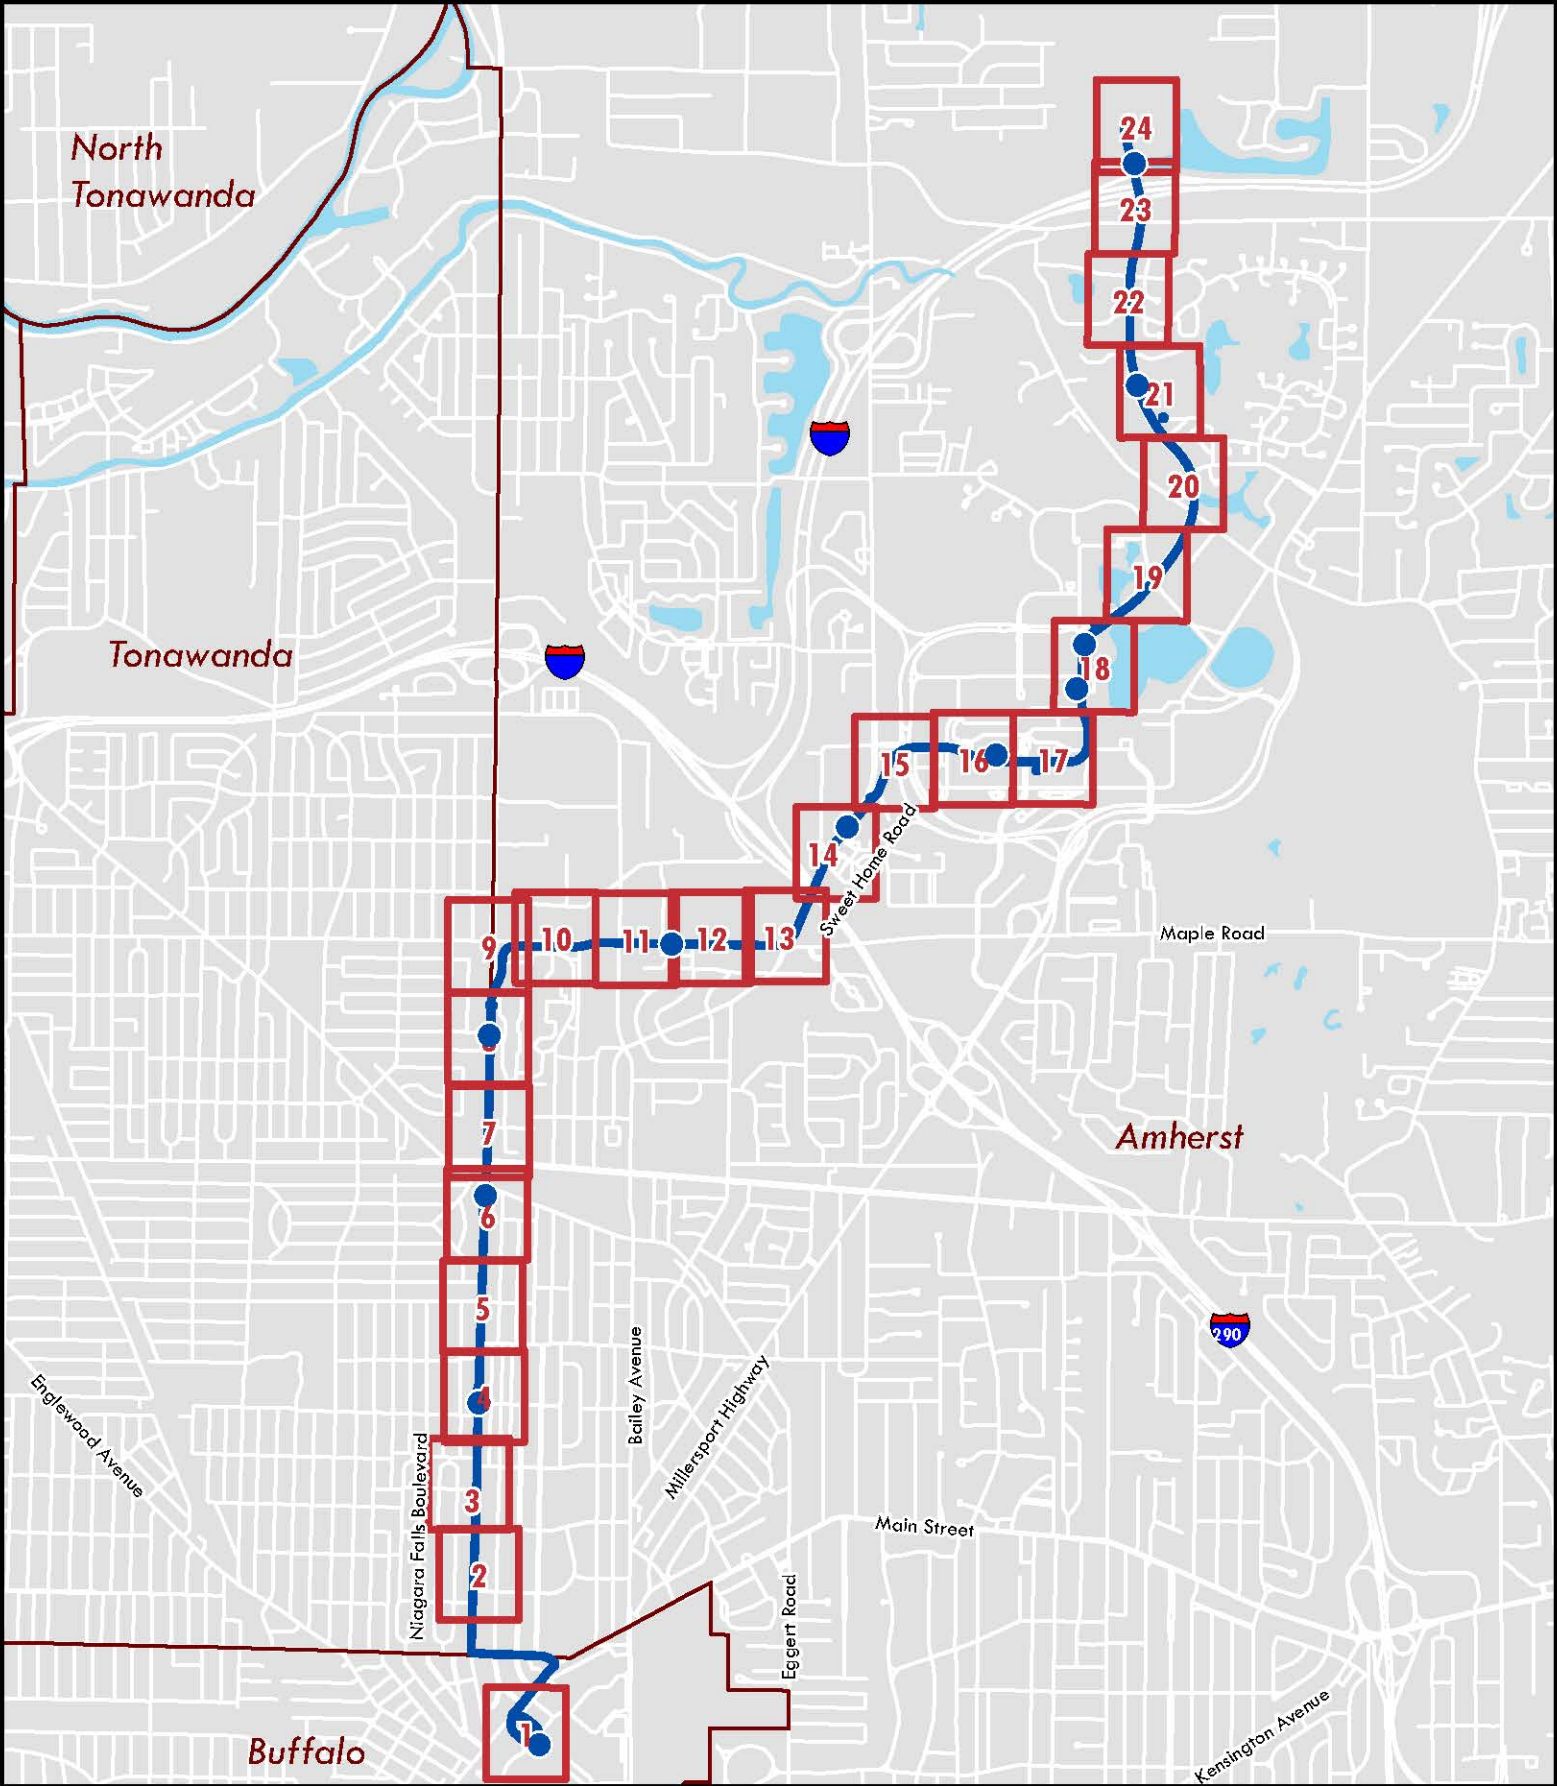 24
North
Tonawanda
23
22
21
20
19
Tonawanda
18
15
16
17
14
Sweet Home Road
9
10
11
12
13
Maple Road
7
Amherst
6
5
290
4
Englewood Avenue
Bailey Avenue
Millersport Highway
Niagara Falls Boulevard
3
Main Street
2
Eggert Road
1
Buffalo
Kensington Avenue